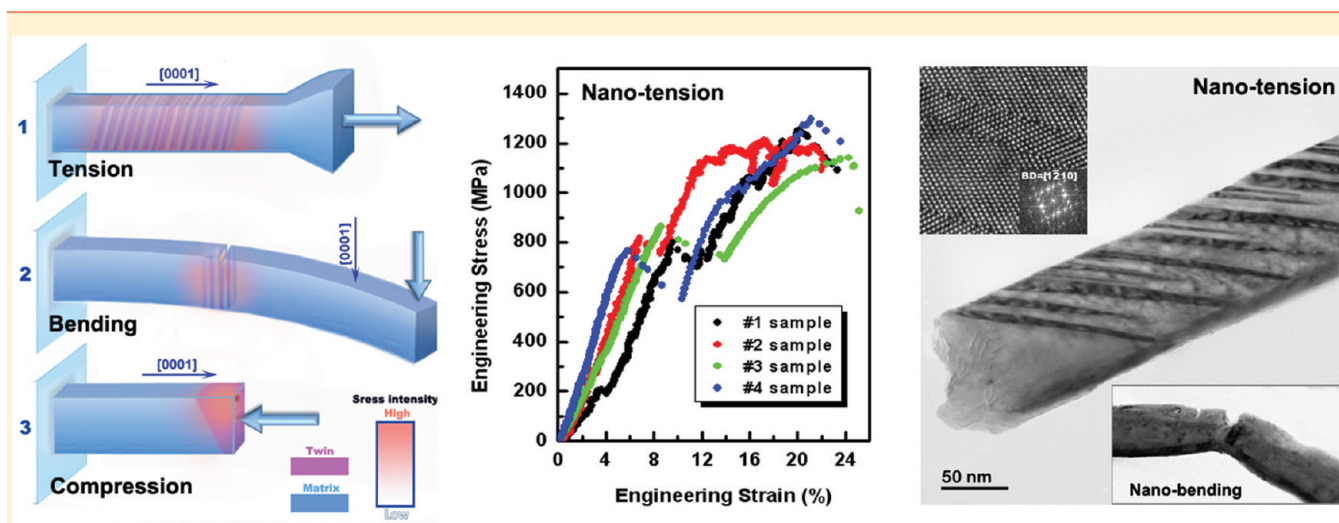 1
[0001]
Tension
2
[0001]
Bending
3
[0001]
Compression
Sress intensity
High
Low
Twin
Matrix
Nano-tension
Engineering Stress (MPa)
1400
1200
1000
800
600
400
200
0
0 4 8 12 16 20 24
Engineering Strain (%)
#1 sample
#2 sample
#3 sample
#4 sample
Nano-tension
BD=[1210]
50 nm
Nano-bending